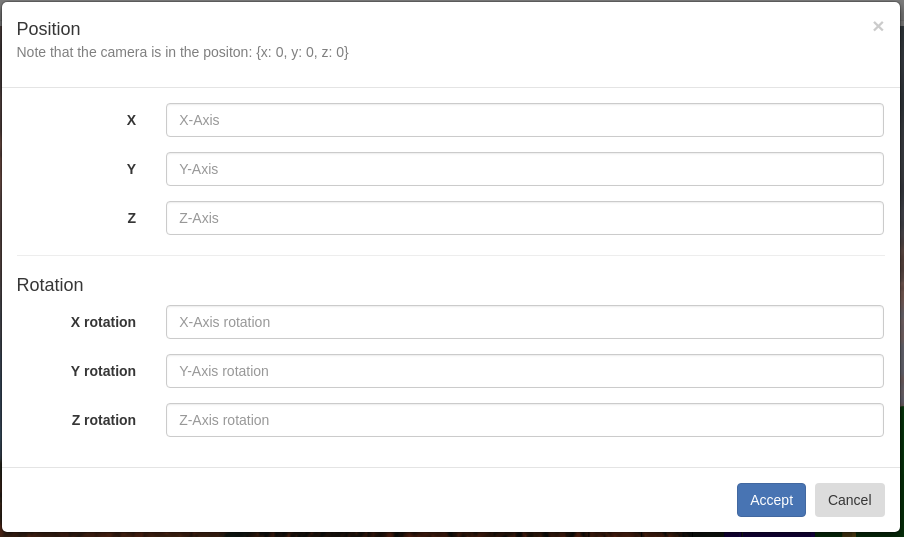 Position
×
Note that the camera is in the positon: {x: 0, y: 0, z: 0}
X X-Axis
Y Y-Axis
Z Z-Axis
Rotation
X rotation X-Axis rotation
Y rotation Y-Axis rotation
Z rotation Z-Axis rotation
Accept Cancel